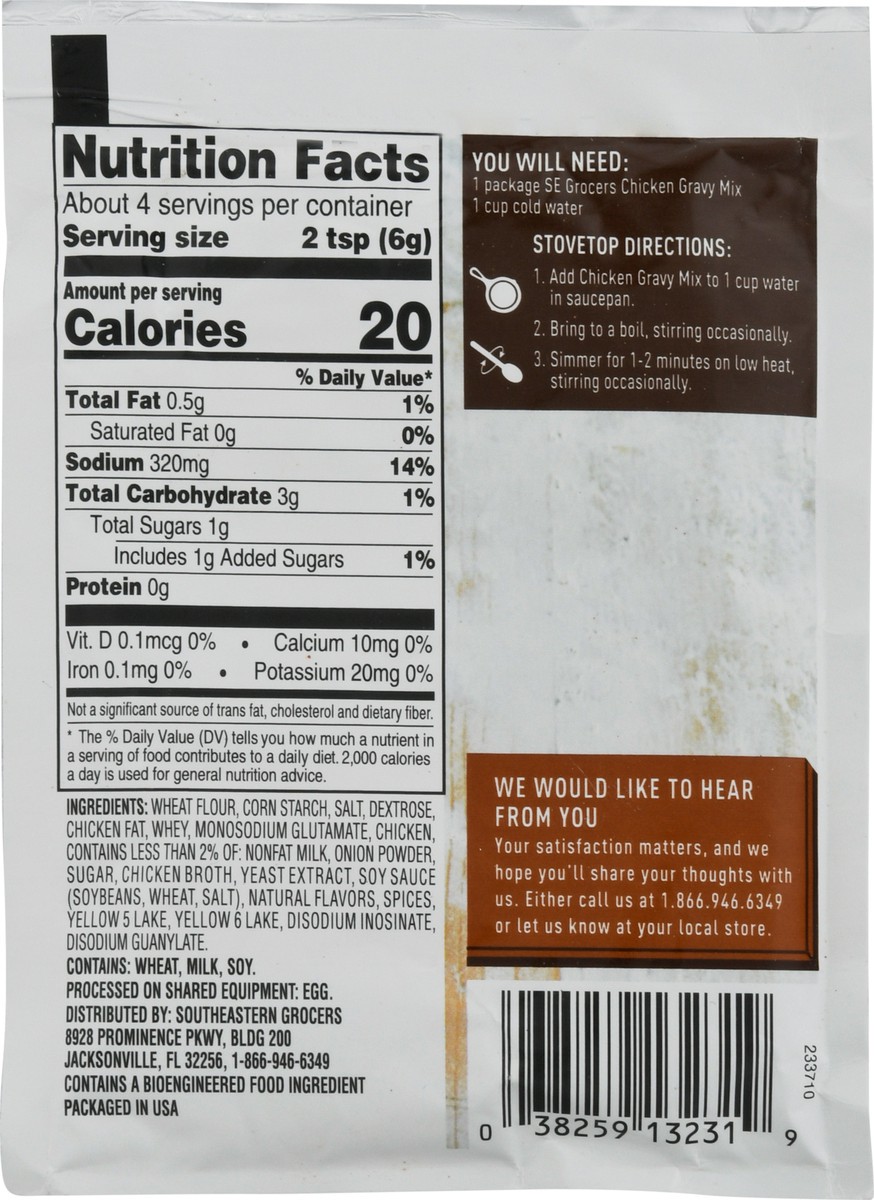 Nutrition Facts
About 4 servings per container
Serving size 2 tsp (6g)
Amount per serving
Calories 20
% Daily Value*
Total Fat 0.5g 1%
Saturated Fat 0g 0%
Sodium 320mg 14%
Total Carbohydrate 3g 1%
Total Sugars 1g
Includes 1g Added Sugars 1%
Protein 0g
Vit. D 0.1mcg 0% • Calcium 10mg 0%
Iron 0.1mg 0% • Potassium 20mg 0%
Not a significant source of trans fat, cholesterol and dietary fiber.
* The % Daily Value (DV) tells you how much a nutrient in
a serving of food contributes to a daily diet. 2,000 calories
a day is used for general nutrition advice.
INGREDIENTS: WHEAT FLOUR, CORN STARCH, SALT, DEXTROSE,
CHICKEN FAT, WHEY, MONOSODIUM GLUTAMATE, CHICKEN,
CONTAINS LESS THAN 2% OF: NONFAT MILK, ONION POWDER,
SUGAR, CHICKEN BROTH, YEAST EXTRACT, SOY SAUCE
(SOYBEANS, WHEAT, SALT), NATURAL FLAVORS, SPICES,
YELLOW 5 LAKE, YELLOW 6 LAKE, DISODIUM INOSINATE,
DISODIUM GUANYLATE.
CONTAINS: WHEAT, MILK, SOY.
PROCESSED ON SHARED EQUIPMENT: EGG.
DISTRIBUTED BY: SOUTHEASTERN GROCERS
8928 PROMINENCE PKWY, BLDG 200
JACKSONVILLE, FL 32256, 1-866-946-6349
CONTAINS A BIOENGINEERED FOOD INGREDIENT
PACKAGED IN USA
YOU WILL NEED:
1 package SE Grocers Chicken Gravy Mix
1 cup cold water
STOVETOP DIRECTIONS:
1. Add Chicken Gravy Mix to 1 cup water
in saucepan.
2. Bring to a boil, stirring occasionally.
3. Simmer for 1-2 minutes on low heat,
stirring occasionally.
WE WOULD LIKE TO HEAR
FROM YOU
Your satisfaction matters, and we
hope you'll share your thoughts with
us. Either call us at 1.866.946.6349
or let us know at your local store.
0 38259 13231 9
233710